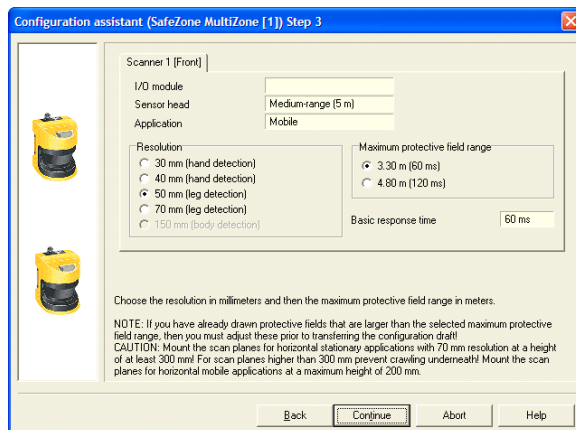 Configuration assistant (SafeZone MultiZone [1]) Step 3
Scanner 1 [Front]
I/O module
Sensor head
Medium-range (5 m)
Application
Mobile
Resolution
30 mm (hand detection)
40 mm (hand detection)
50 mm (leg detection)
70 mm (leg detection)
150 mm (body detection)
Maximum protective field range
3.30 m (60 ms)
4.80 m (120 ms)
Basic response time
60 ms
Choose the resolution in millimeters and then the maximum protective field range in meters.
NOTE: If you have already drawn protective fields that are larger than the selected maximum protective
field range, then you must adjust these prior to transferring the configuration draft!
CAUTION: Mount the scan planes for horizontal stationary applications with 70 mm resolution at a height
of at least 300 mm! For scan planes higher than 300 mm prevent crawling underneath! Mount the scan
planes for horizontal mobile applications at a maximum height of 200 mm.
Back
Continue
Abort
Help